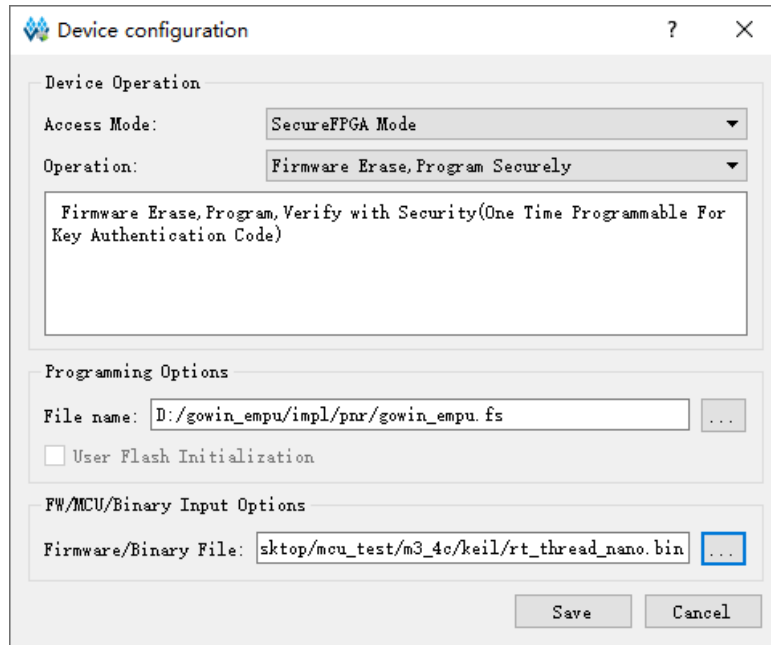 Device configuration
Device Operation
Access Mode: SecureFPGA Mode
Operation: Firmware Erase,Program Securely
Firmware Erase,Program,Verify with Security(One Time Programmable For
Key Authentication Code)
Programming Options
File name: D:/gowin_empu/impl/pnr/gowin_empu.fs ...
User Flash Initialization
FW/MCU/Binary Input Options
Firmware/Binary File: sktop/mcu_test/m3_4c/keil/rt_thread_nano.bin ...
Save Cancel